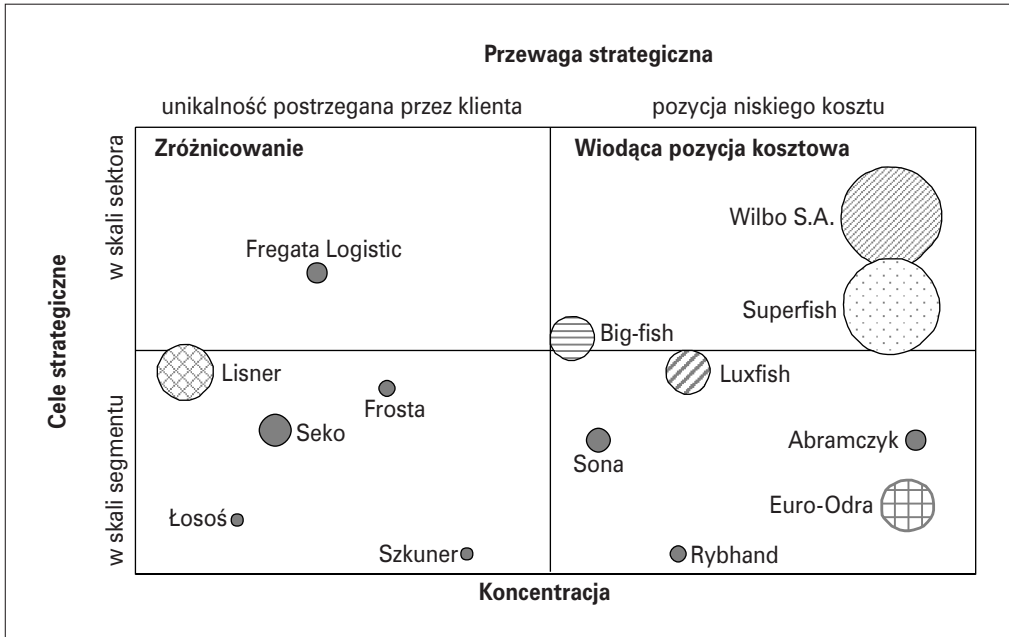 Przewaga strategiczna
unikalność postrzegana przez klienta
pozycja niskiego kosztu
Cele strategiczne
w skali sektora
w skali segmentu
Zróżnicowanie
Wiodąca pozycja kosztowa
Wilbo S.A.
Fregata Logistic
Superfish
Big-fish
Lisner
Luxfish
Frosta
Seko
Sona
Abramczyk
Euro-Odra
Łosoś
Szkuner
Rybhand
Koncentracja